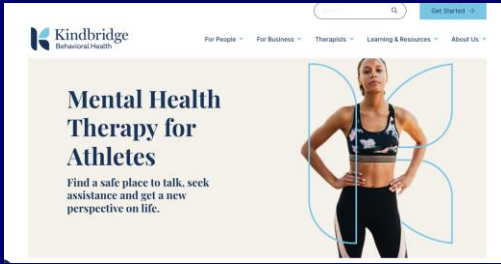 Get Started →
Kindbridge
Behavioral Health
For People
For Business
Therapists
Learning & Resources
About Us
Mental Health
Therapy for
Athletes
Find a safe place to talk, seek
assistance and get a new
perspective on life.